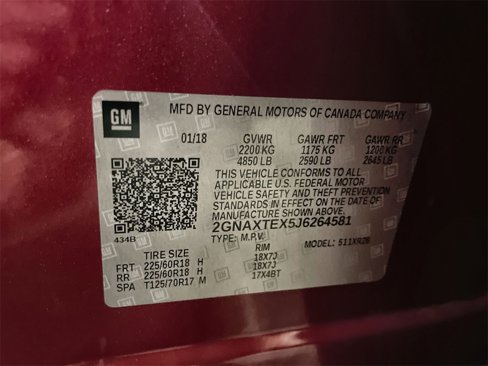 GM
MFD BY GENERAL MOTORS OF CANADA COMPANY
01/18 GVWR GAWR FRT GAWR RR
2200 KG 1175 KG 1200 KG
4850 LB 2590 LB 2645 LB
THIS VEHICLE CONFORMS TO ALL
APPLICABLE U.S. FEDERAL MOTOR
VEHICLE SAFETY AND THEFT PREVENTION
STANDARDS IN EFFECT ON THE DATE OF
MANUFACTURE SHOWN ABOVE.
2GNAXTEX5J6264581
434B TYPE: M.P.V. MODEL: 511XR26
TIRE SIZE RIM
FRT 225/60R18 H 18X7J
RR 225/60R18 H 18X7J
SPA T125/70R17 M 17X4BT